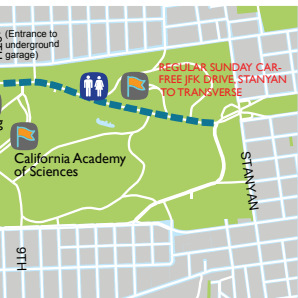 (Entrance to
underground
garage)
REGULAR SUNDAY CAR-
FREE JFK DRIVE, STANYAN
TO TRANSVERSE
California Academy
of Sciences
STANYAN
9TH